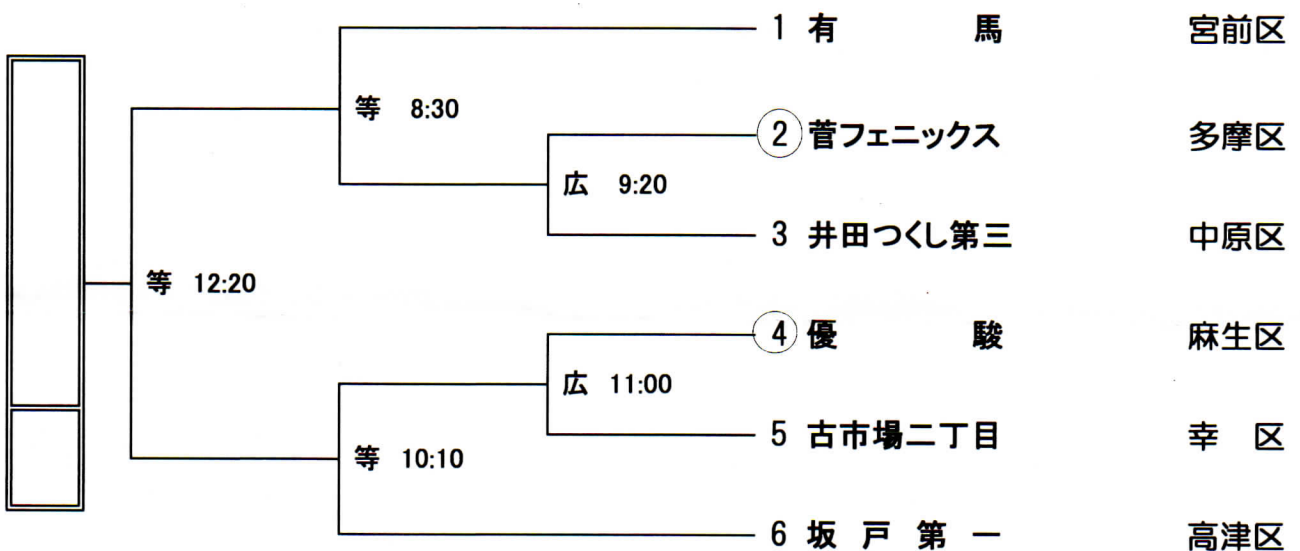 1 有 馬 宮前区
等 8:30
② 菅フェニックス 多摩区
広 9:20
3 井田つくし第三 中原区
等 12:20
④ 優 駿 麻生区
広 11:00
5 古市場二丁目 幸 区
等 10:10
6 坂 戸 第 一 高津区